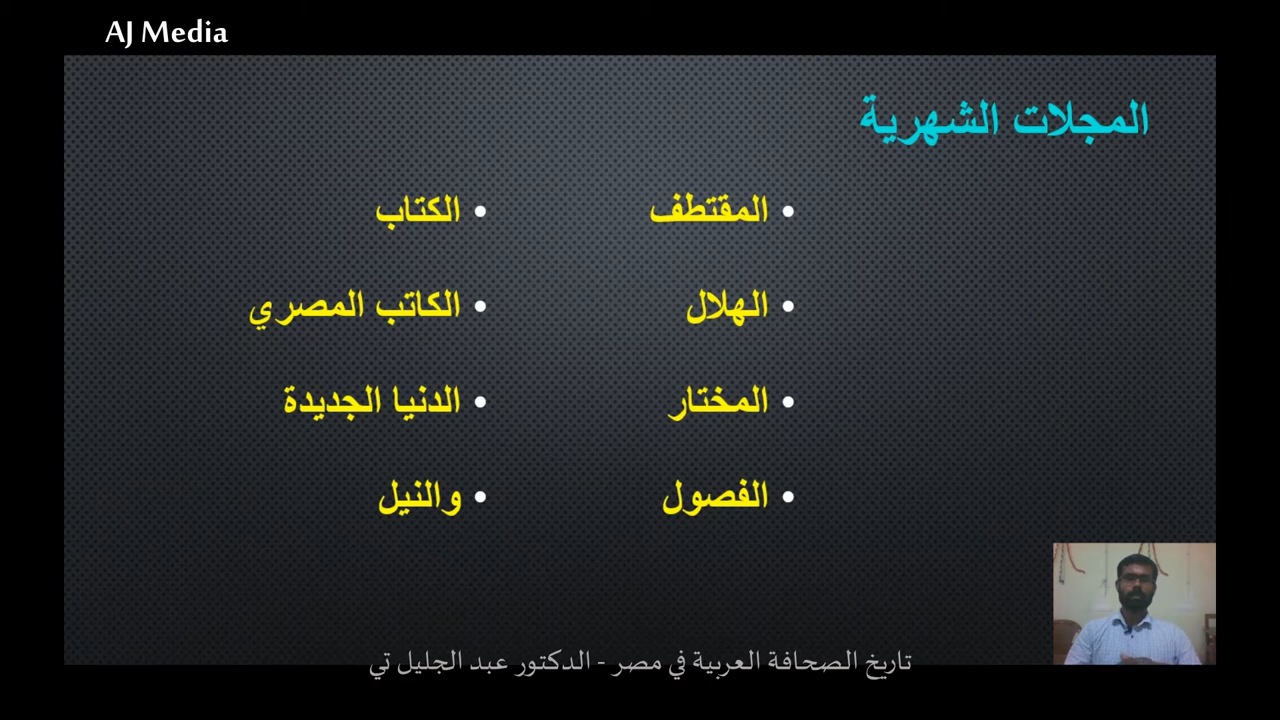 AJ Media
المجلات الشهرية
• المقتطف
• الهلال
• المختار
• الفصول
• الكتاب
• الكاتب المصري
• الدنيا الجديدة
• والنيل
تاريخ الصحافة العربية في مصر - الدكتور عبد الجليل تي